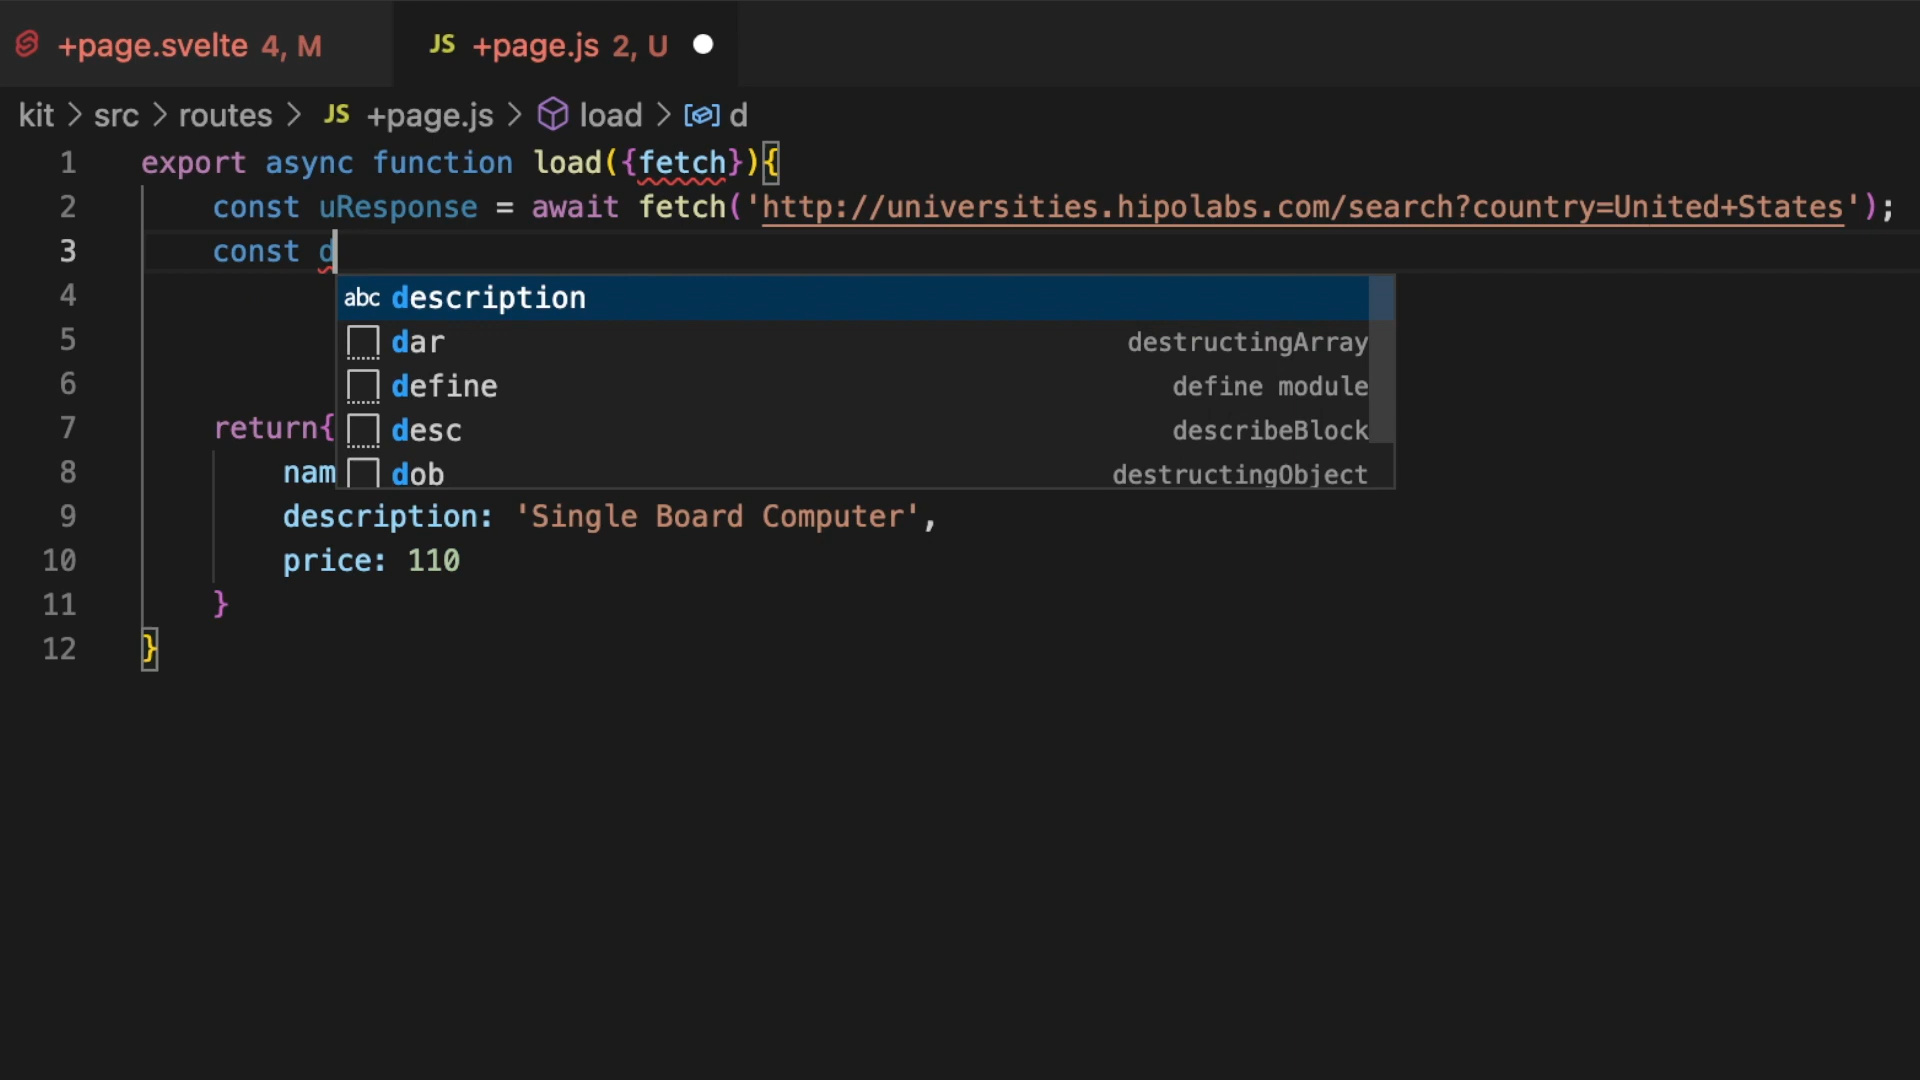 +page.svelte 4, M JS +page.js 2, U
kit > src > routes > JS +page.js > load > d
1 export async function load({fetch}){
2 const uResponse = await fetch('http://universities.hipolabs.com/search?country=United+States');
3 const d
abc description
4
dar destructingArray
5
define define module
6
desc describeBlock
7 return{
dob destructingObject
8 nam
9 description: 'Single Board Computer',
10 price: 110
11 }
12 }